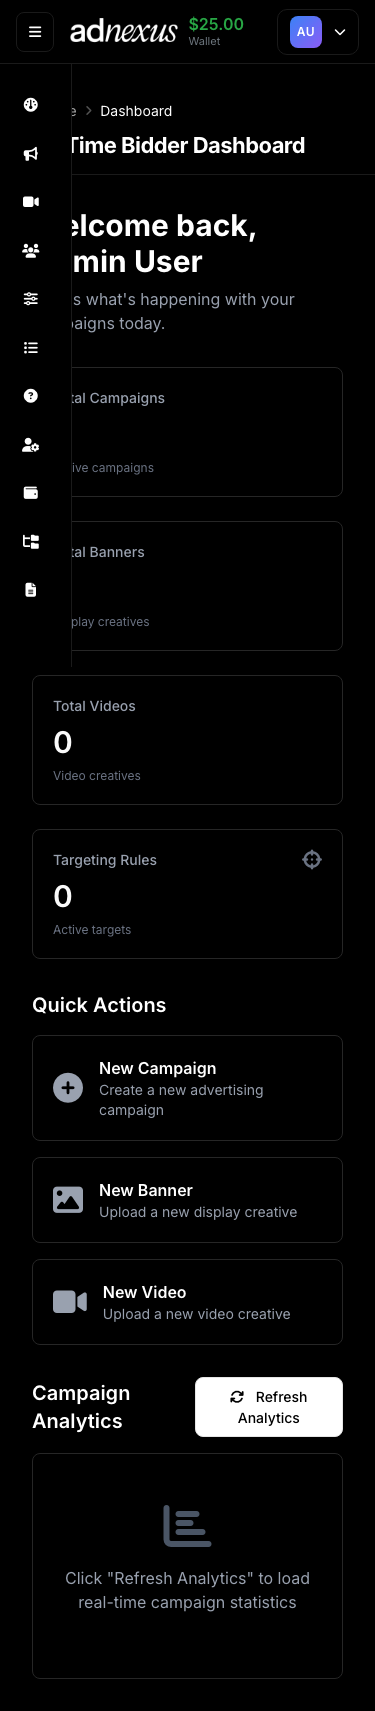 adnexus
$25.00
Wallet
AU
Dashboard
Time Bidder Dashboard
elcome back,
min User
s what's happening with your
paigns today.
tal Campaigns
ive campaigns
tal Banners
play creatives
Total Videos
0
Video creatives
Targeting Rules
0
Active targets
Quick Actions
New Campaign
Create a new advertising
campaign
New Banner
Upload a new display creative
New Video
Upload a new video creative
Campaign
Analytics
Refresh
Analytics
Click "Refresh Analytics" to load
real-time campaign statistics